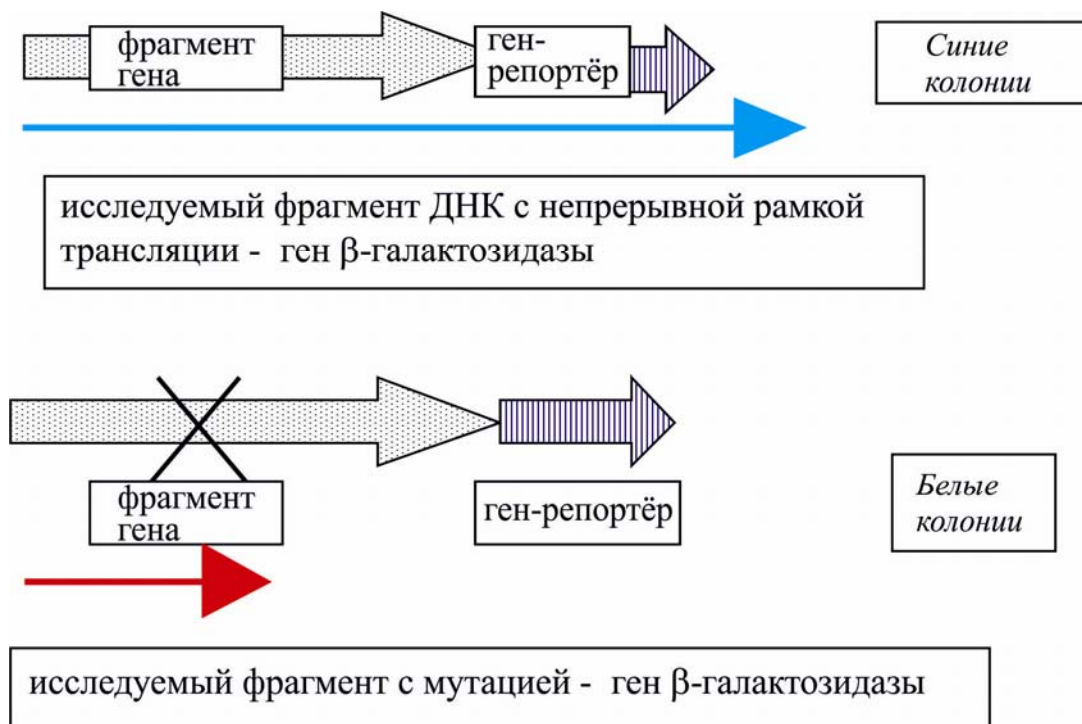 фрагмент
гена
ген-
репортёр
Синие
колонии
исследуемый фрагмент ДНК с непрерывной рамкой
трансляции - ген β-галактозидазы
фрагмент
гена
ген-репортёр
Белые
колонии
исследуемый фрагмент с мутацией - ген β-галактозидазы